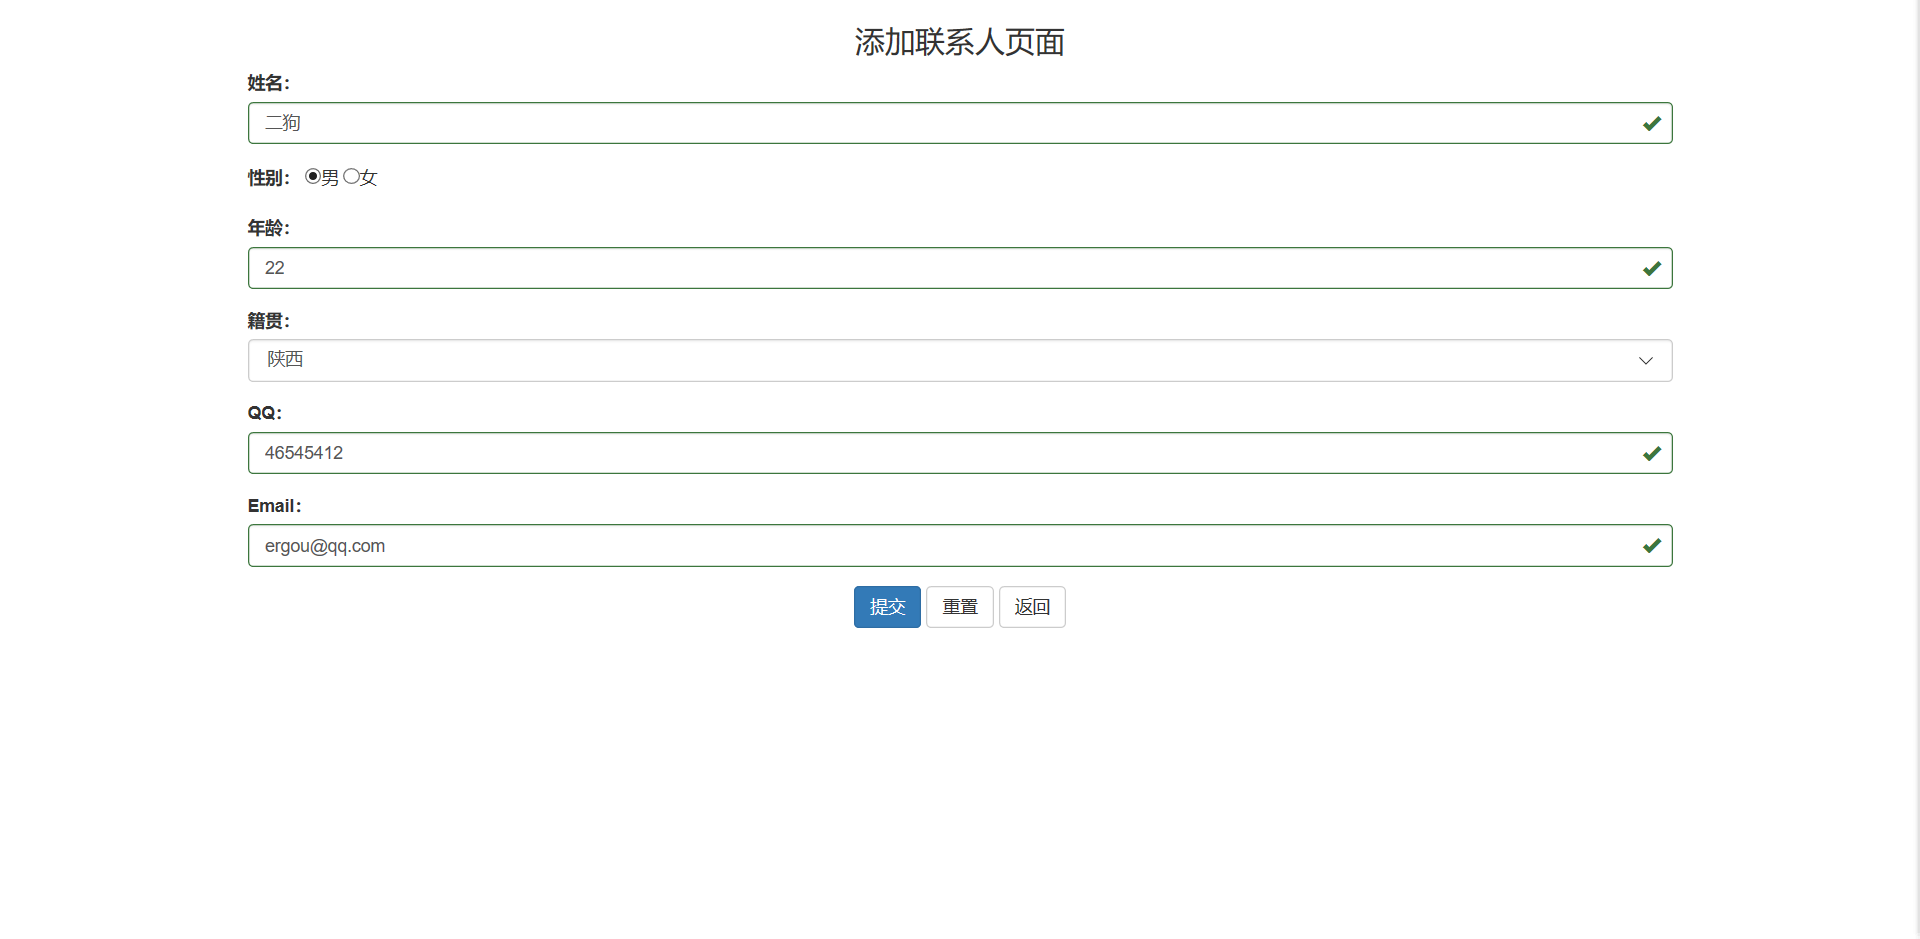 添加联系人页面
姓名：
二狗
性别： 男 女
年龄：
22
籍贯：
陕西
QQ：
46545412
Email：
ergou@qq.com
提交 重置 返回